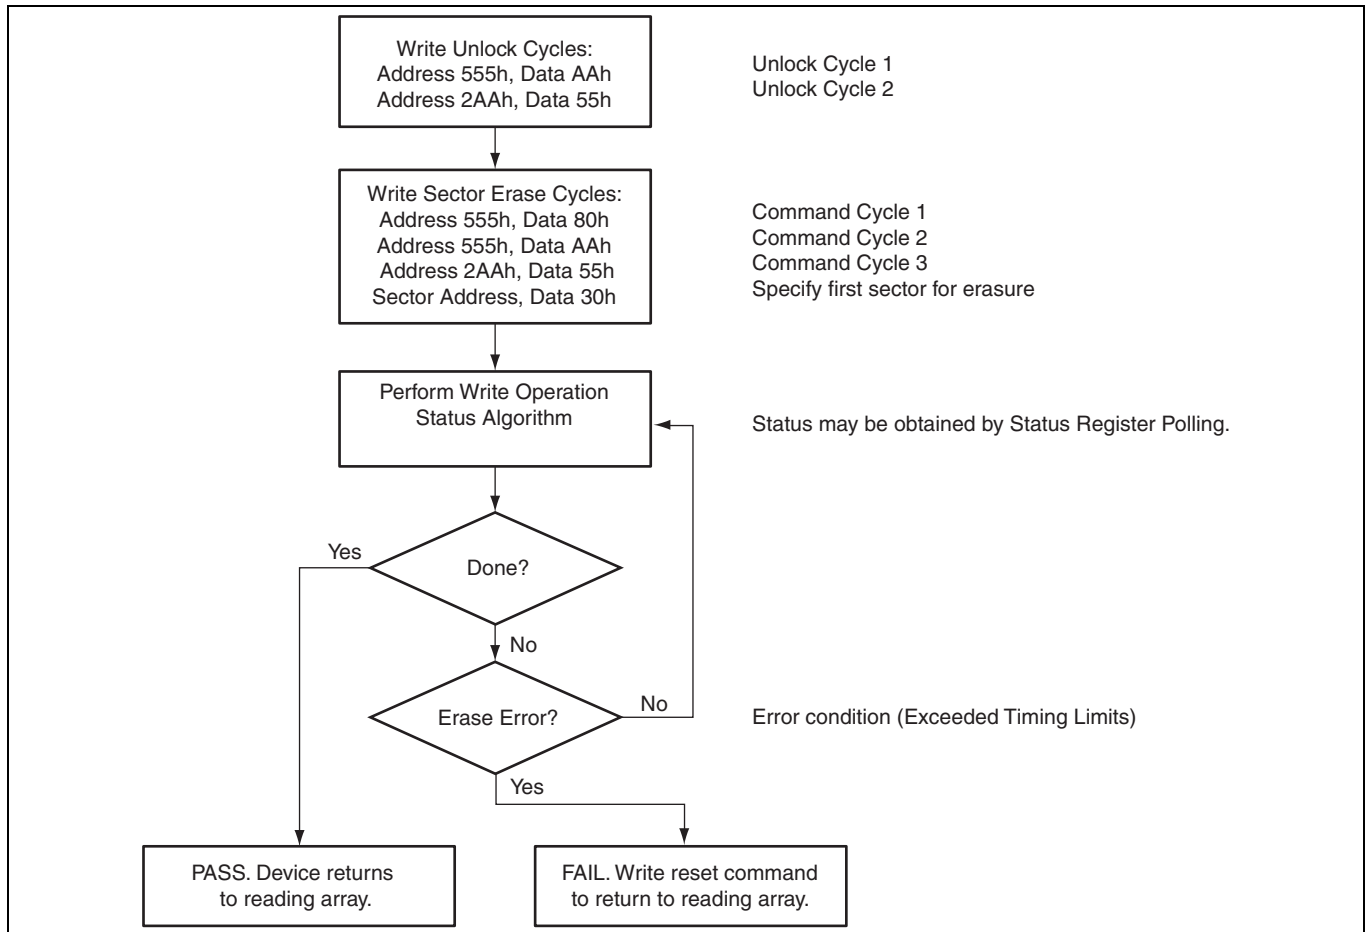 Write Unlock Cycles:
Address 555h, Data AAh
Address 2AAh, Data 55h
Unlock Cycle 1
Unlock Cycle 2
Write Sector Erase Cycles:
Address 555h, Data 80h
Address 555h, Data AAh
Address 2AAh, Data 55h
Sector Address, Data 30h
Command Cycle 1
Command Cycle 2
Command Cycle 3
Specify first sector for erasure
Perform Write Operation
Status Algorithm
Status may be obtained by Status Register Polling.
Yes
Done?
No
Erase Error?
No
Error condition (Exceeded Timing Limits)
Yes
PASS. Device returns
to reading array.
FAIL. Write reset command
to return to reading array.